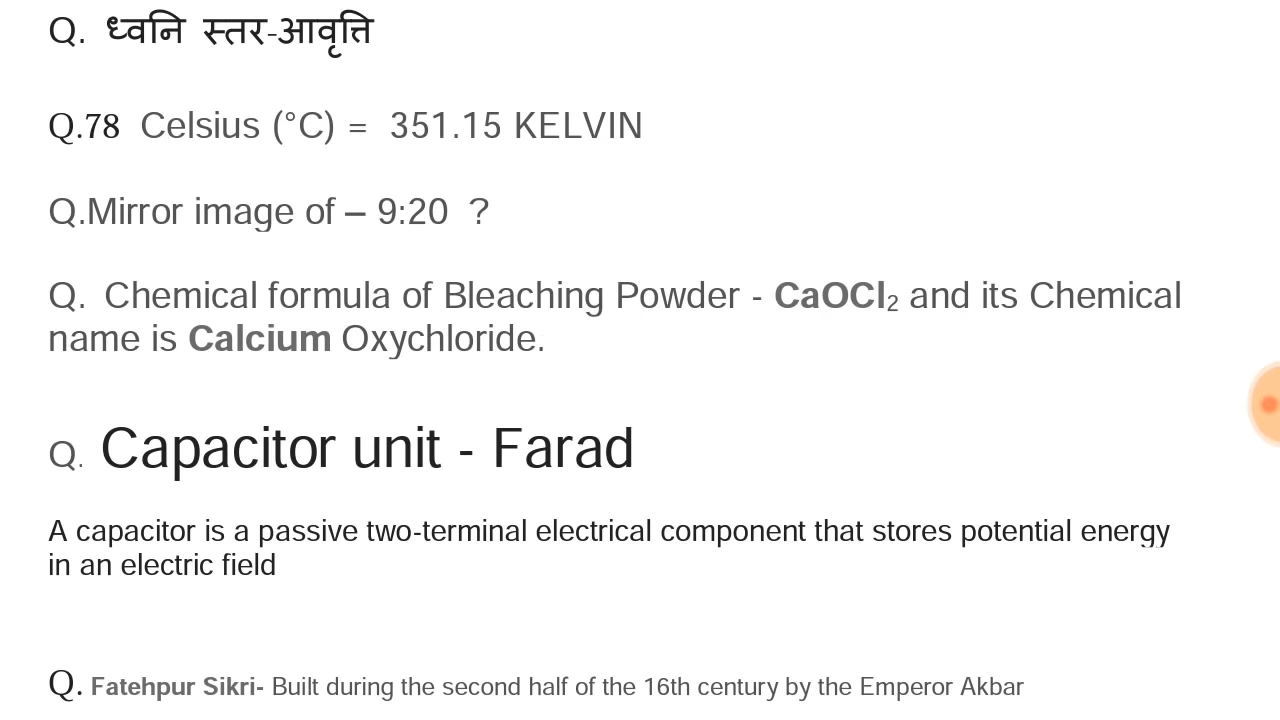 Q. ध्वनि स्तर-आवृत्ति
Q.78 Celsius (°C) = 351.15 KELVIN
Q.Mirror image of – 9:20 ?
Q. Chemical formula of Bleaching Powder - CaOCl₂ and its Chemical
name is Calcium Oxychloride.
Q. Capacitor unit - Farad
A capacitor is a passive two-terminal electrical component that stores potential energy
in an electric field
Q. Fatehpur Sikri- Built during the second half of the 16th century by the Emperor Akbar